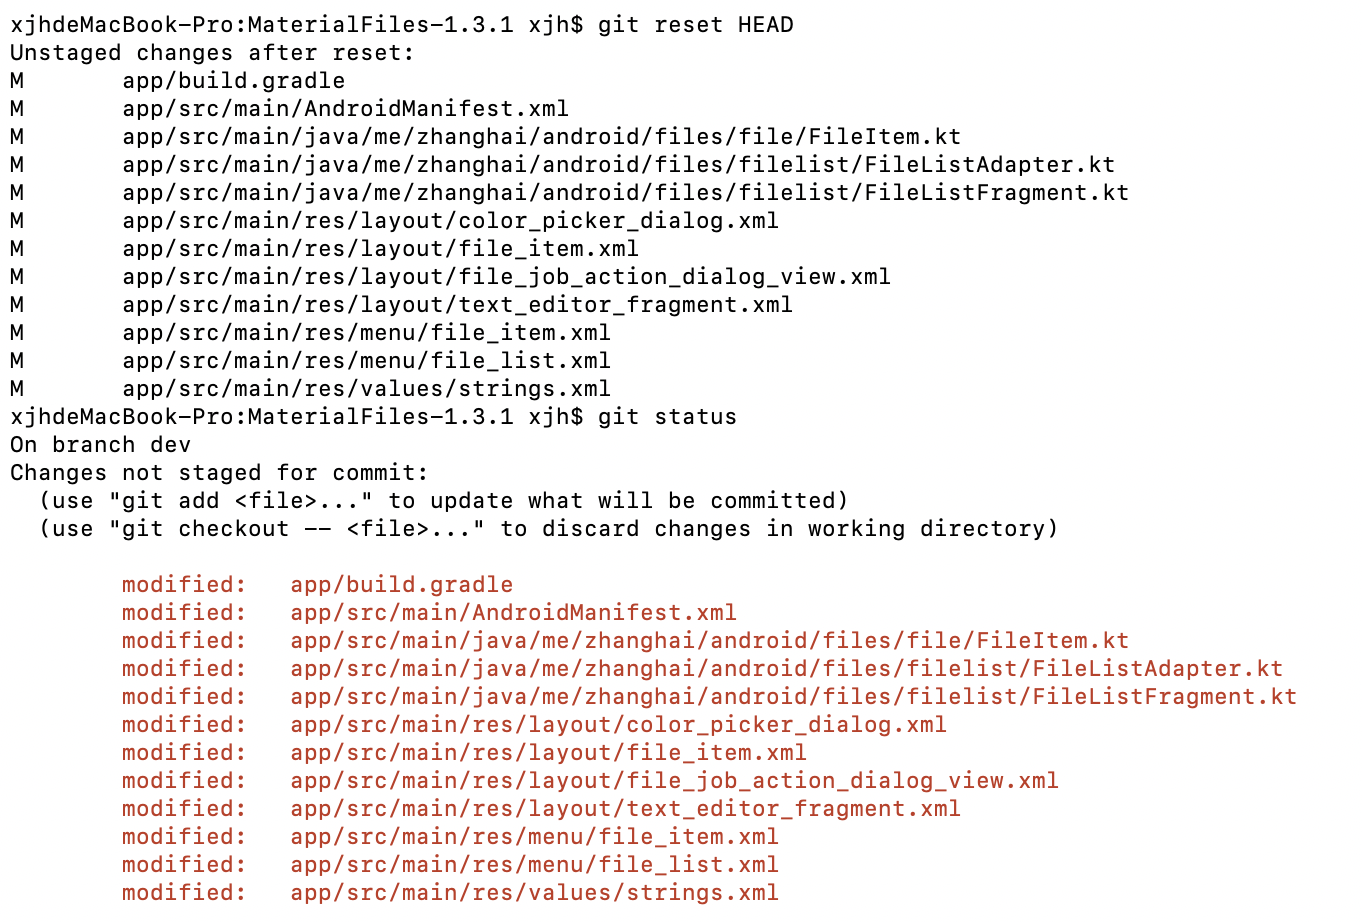 xjhdeMacBook-Pro:MaterialFiles-1.3.1 xjh$ git reset HEAD
Unstaged changes after reset:
M	app/build.gradle
M	app/src/main/AndroidManifest.xml
M	app/src/main/java/me/zhanghai/android/files/file/FileItem.kt
M	app/src/main/java/me/zhanghai/android/files/filelist/FileListAdapter.kt
M	app/src/main/java/me/zhanghai/android/files/filelist/FileListFragment.kt
M	app/src/main/res/layout/color_picker_dialog.xml
M	app/src/main/res/layout/file_item.xml
M	app/src/main/res/layout/file_job_action_dialog_view.xml
M	app/src/main/res/layout/text_editor_fragment.xml
M	app/src/main/res/menu/file_item.xml
M	app/src/main/res/menu/file_list.xml
M	app/src/main/res/values/strings.xml
xjhdeMacBook-Pro:MaterialFiles-1.3.1 xjh$ git status
On branch dev
Changes not staged for commit:
  (use "git add <file>..." to update what will be committed)
  (use "git checkout -- <file>..." to discard changes in working directory)
	modified:   app/build.gradle
	modified:   app/src/main/AndroidManifest.xml
	modified:   app/src/main/java/me/zhanghai/android/files/file/FileItem.kt
	modified:   app/src/main/java/me/zhanghai/android/files/filelist/FileListAdapter.kt
	modified:   app/src/main/java/me/zhanghai/android/files/filelist/FileListFragment.kt
	modified:   app/src/main/res/layout/color_picker_dialog.xml
	modified:   app/src/main/res/layout/file_item.xml
	modified:   app/src/main/res/layout/file_job_action_dialog_view.xml
	modified:   app/src/main/res/layout/text_editor_fragment.xml
	modified:   app/src/main/res/menu/file_item.xml
	modified:   app/src/main/res/menu/file_list.xml
	modified:   app/src/main/res/values/strings.xml